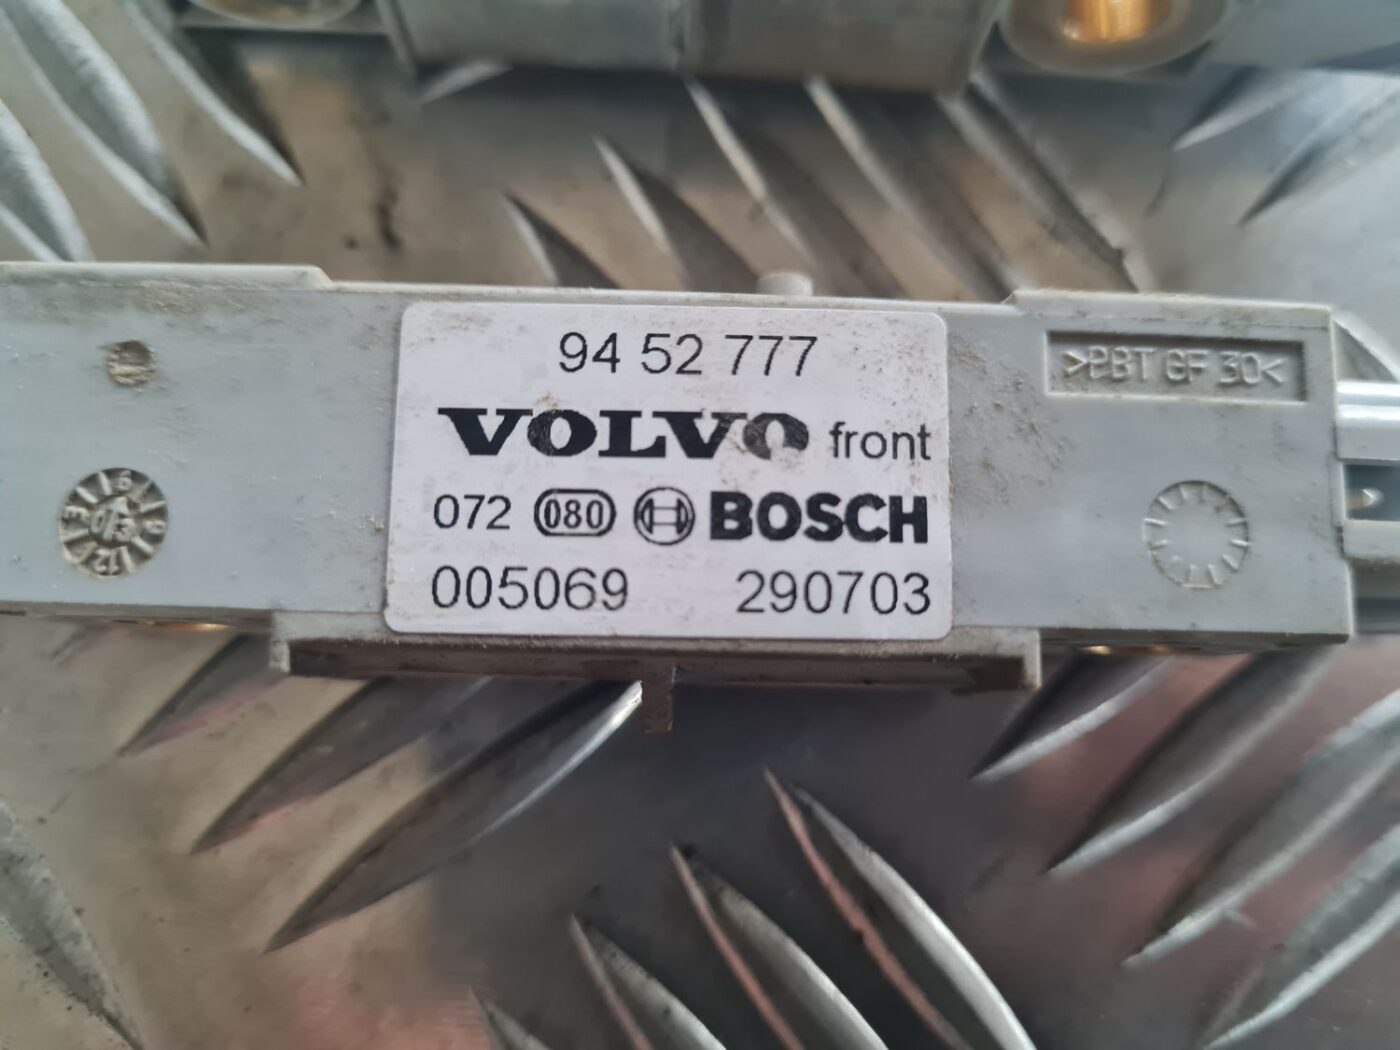 94 52 777
VOLVO front
072 080 BOSCH
005069 290703
>PBT GF 30<